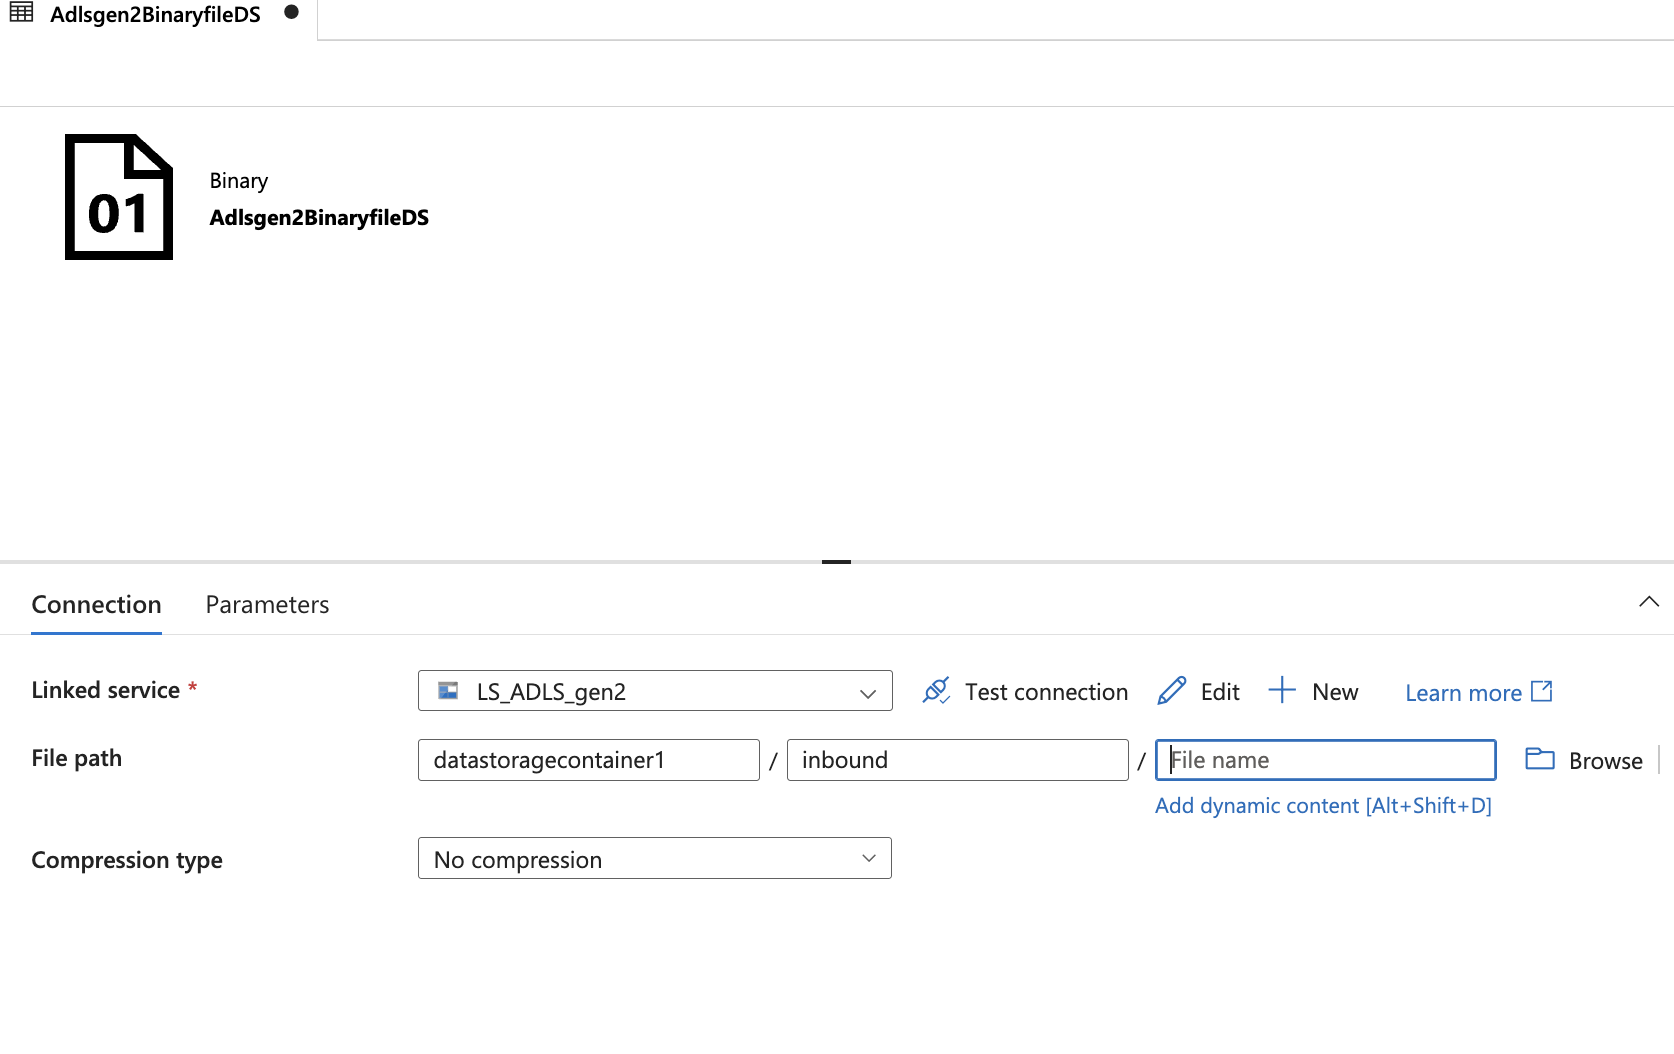 Adlsgen2BinaryfileDS
01
Binary
Adlsgen2BinaryfileDS
Connection Parameters
Linked service * LS_ADLS_gen2 Test connection Edit New Learn more
File path datastoragecontainer1 / inbound / File name Browse
Add dynamic content [Alt+Shift+D]
Compression type No compression